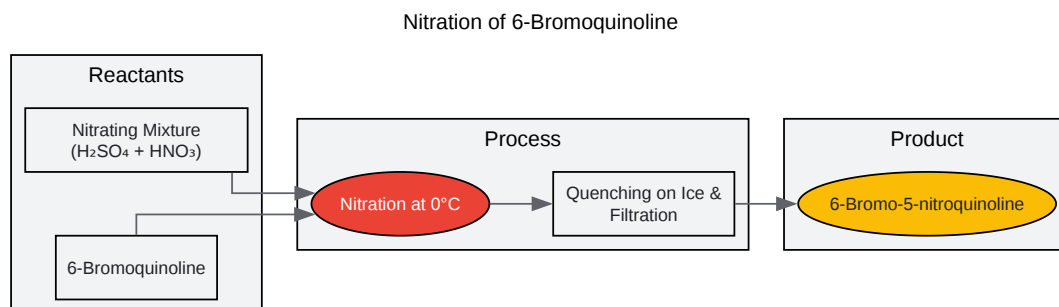 Nitration of 6-Bromoquinoline
Reactants
Nitrating Mixture
(H₂SO₄ + HNO₃)
6-Bromoquinoline
Process
Nitration at 0°C
Quenching on Ice &
Filtration
Product
6-Bromo-5-nitroquinoline